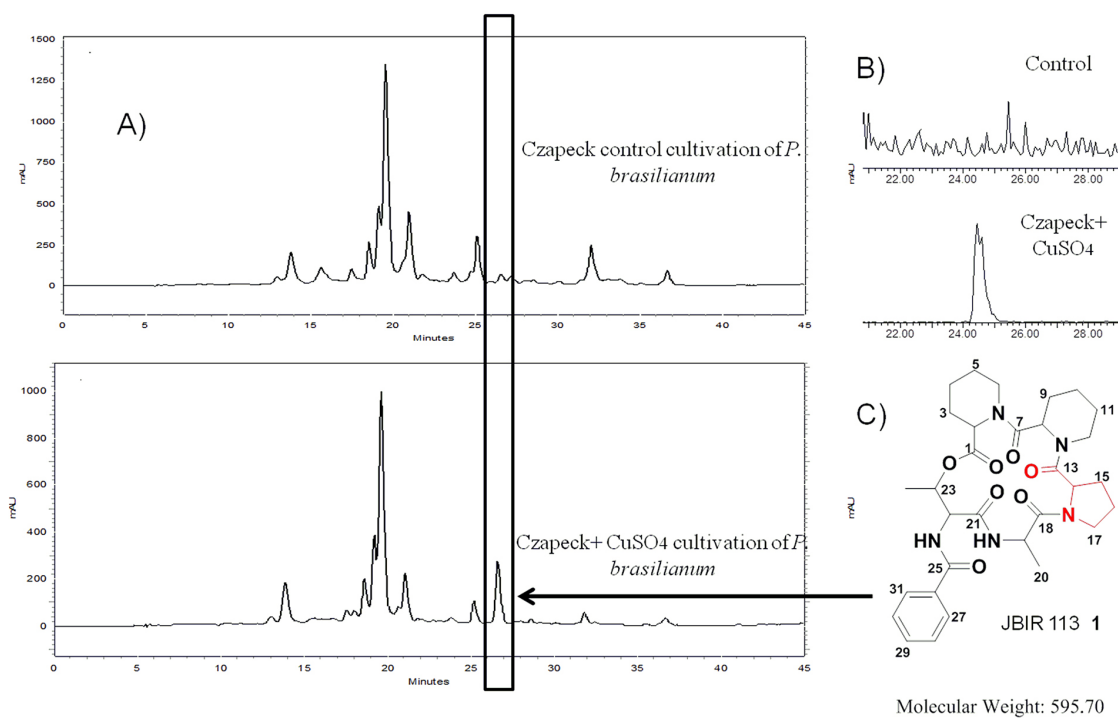 1500
1250
1000
750
500
250
0
mAU
A)
Czapeck control cultivation of P.
brasilianum
0 5 10 15 20 25 30 35 40 45
Minutes
1000
800
600
400
200
0
mAU
Czapeck+ CuSO4 cultivation of P.
brasilianum
0 5 10 15 20 25 30 35 40 45
Minutes
B)
Control
mAU
22.00 24.00 26.00 28.00
Czapeck+
CuSO4
mAU
22.00 24.00 26.00 28.00
C)
5
9
11
3
N
7
O
N
1
O
O
O
13
15
23
O
O
N
21
18
17
HN
HN
20
25
O
31
27
29
JBIR 113 1
Molecular Weight: 595.70